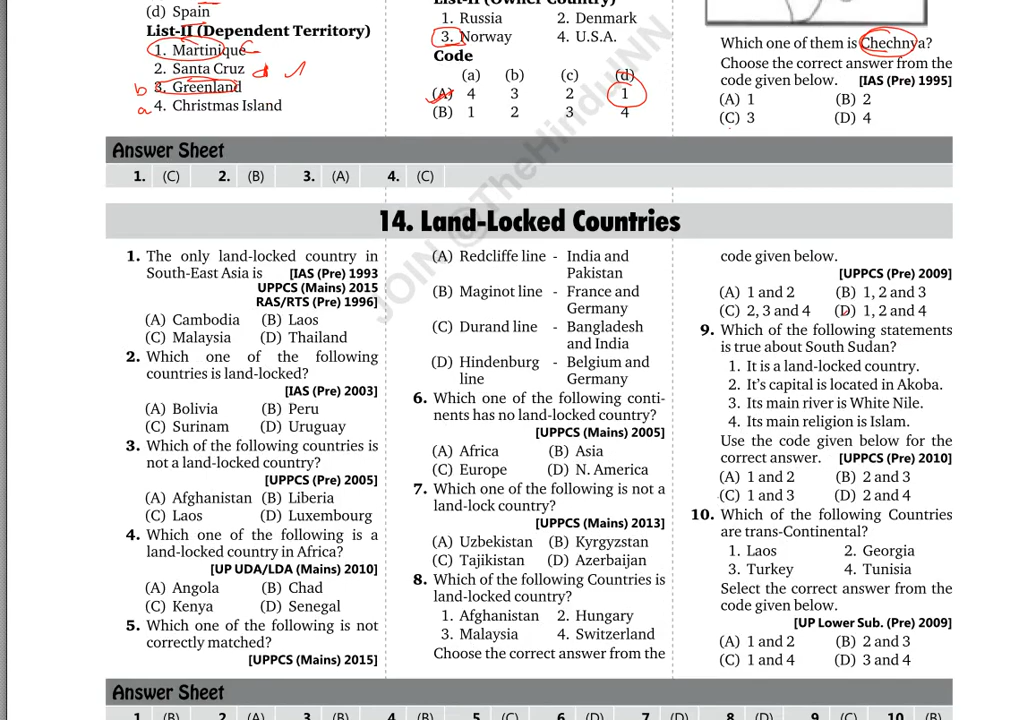 (d) Spain
List-II (Dependent Territory)
1. Martinique c
2. Santa Cruz d
b 3. Greenland
a 4. Christmas Island
List-II (Owner Country)
1. Russia 2. Denmark
3. Norway 4. U.S.A.
Code
(a) (b) (c) (d)
(A) 4 3 2 1
(B) 1 2 3 4
Which one of them is Chechnya?
Choose the correct answer from the
code given below. [IAS (Pre) 1995]
(A) 1 (B) 2
(C) 3 (D) 4
Answer Sheet
1. (C) 2. (B) 3. (A) 4. (C)
14. Land-Locked Countries
1. The only land-locked country in
South-East Asia is [IAS (Pre) 1993
UPPCS (Mains) 2015
RAS/RTS (Pre) 1996]
(A) Cambodia (B) Laos
(C) Malaysia (D) Thailand
2. Which one of the following
countries is land-locked?
[IAS (Pre) 2003]
(A) Bolivia (B) Peru
(C) Surinam (D) Uruguay
3. Which of the following countries is
not a land-locked country?
[UPPCS (Pre) 2005]
(A) Afghanistan (B) Liberia
(C) Laos (D) Luxembourg
4. Which one of the following is a
land-locked country in Africa?
[UP UDA/LDA (Mains) 2010]
(A) Angola (B) Chad
(C) Kenya (D) Senegal
5. Which one of the following is not
correctly matched?
[UPPCS (Mains) 2015]
(A) Redcliffe line - India and
Pakistan
(B) Maginot line - France and
Germany
(C) Durand line - Bangladesh
and India
(D) Hindenburg - Belgium and
line Germany
6. Which one of the following conti-
nents has no land-locked country?
[UPPCS (Mains) 2005]
(A) Africa (B) Asia
(C) Europe (D) N. America
7. Which one of the following is not a
land-lock country?
[UPPCS (Mains) 2013]
(A) Uzbekistan (B) Kyrgyzstan
(C) Tajikistan (D) Azerbaijan
8. Which of the following Countries is
land-locked country?
1. Afghanistan 2. Hungary
3. Malaysia 4. Switzerland
Choose the correct answer from the
code given below.
[UPPCS (Pre) 2009]
(A) 1 and 2 (B) 1, 2 and 3
(C) 2, 3 and 4 (D) 1, 2 and 4
9. Which of the following statements
is true about South Sudan?
1. It is a land-locked country.
2. It's capital is located in Akoba.
3. Its main river is White Nile.
4. Its main religion is Islam.
Use the code given below for the
correct answer. [UPPCS (Pre) 2010]
(A) 1 and 2 (B) 2 and 3
(C) 1 and 3 (D) 2 and 4
10. Which of the following Countries
are trans-Continental?
1. Laos 2. Georgia
3. Turkey 4. Tunisia
Select the correct answer from the
code given below.
[UP Lower Sub. (Pre) 2009]
(A) 1 and 2 (B) 2 and 3
(C) 1 and 4 (D) 3 and 4
Answer Sheet
1. (B) 2. (A) 3. (B) 4. (B) 5. (C) 6. (D) 7. (D) 8. (D) 9. (C) 10. (B)
JOIN @TheHinduINN